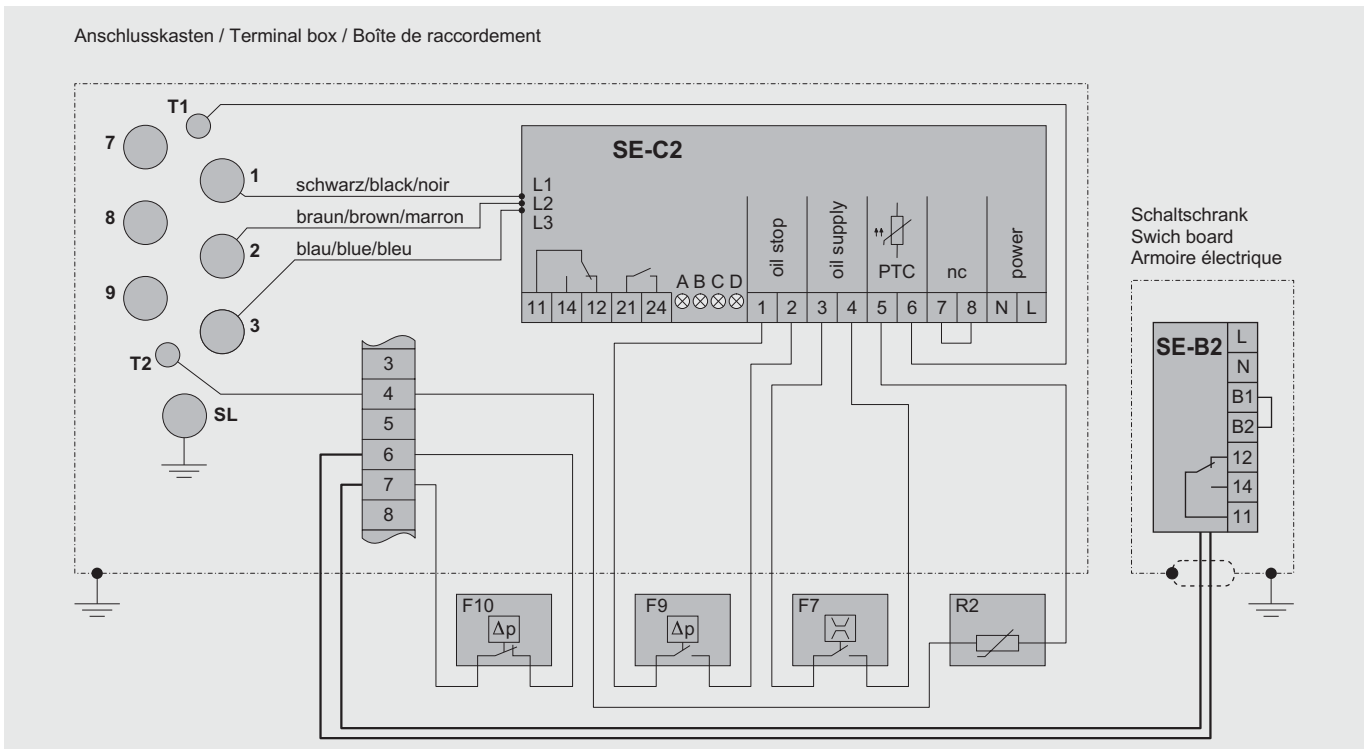 Anschlusskasten / Terminal box / Boîte de raccordement
T1
7
1
8
2
9
3
T2
SL
schwarz/black/noir
braun/brown/marron
blau/blue/bleu
SE-C2
L1
L2
L3
oil stop
oil supply
PTC
nc
power
A B C D
11 14 12 21 24 1 2 3 4 5 6 7 8 N L
3
4
5
6
7
8
F10
Δp
F9
Δp
F7
R2
Schaltschrank
Swich board
Armoire électrique
SE-B2
L
N
B1
B2
12
14
11